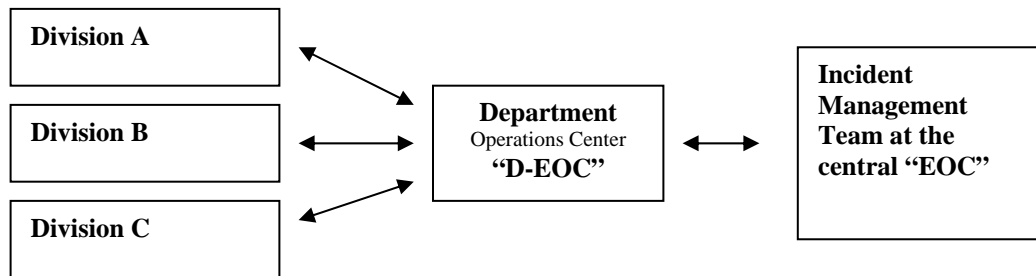 Division A
Division B
Division C
Department
Operations Center
“D-EOC”
Incident
Management
Team at the
central “EOC”